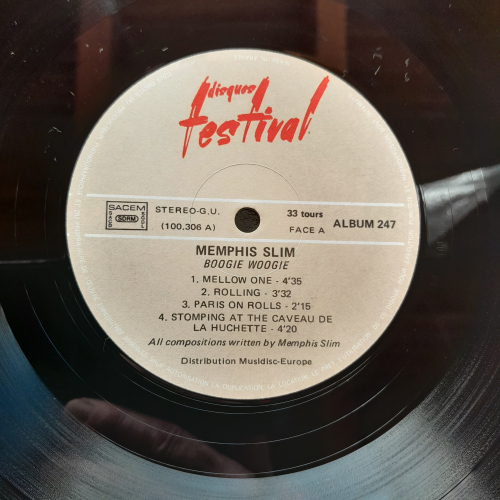 disques
festival
SACEM
SACD
SDRM
SGDL
STEREO-G.U.
(100.306 A)
33 tours
FACE A
ALBUM 247
MEMPHIS SLIM
BOOGIE WOOGIE
1. MELLOW ONE - 4'35
2. ROLLING - 3'32
3. PARIS ON ROLLS - 2'15
4. STOMPING AT THE CAVEAU DE
LA HUCHETTE - 4'20
All compositions written by Memphis Slim
Distribution Musidisc-Europe